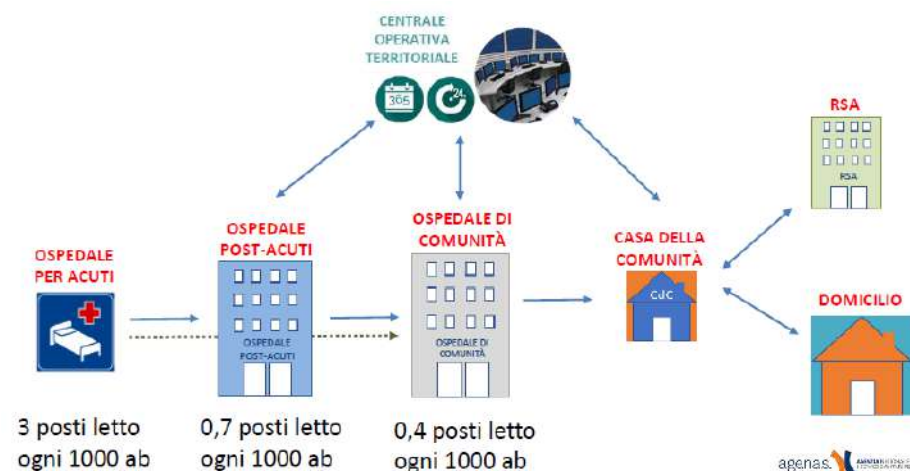 CENTRALE
OPERATIVA
TERRITORIALE
365
24
RSA
RSA
OSPEDALE
PER ACUTI
OSPEDALE
POST-ACUTI
OSPEDALE
POST-ACUTI
OSPEDALE DI
COMUNITÀ
OSPEDALE DI
COMUNITÀ
CASA DELLA
COMUNITÀ
CdC
DOMICILIO
3 posti letto
ogni 1000 ab
0,7 posti letto
ogni 1000 ab
0,4 posti letto
ogni 1000 ab
agenas.